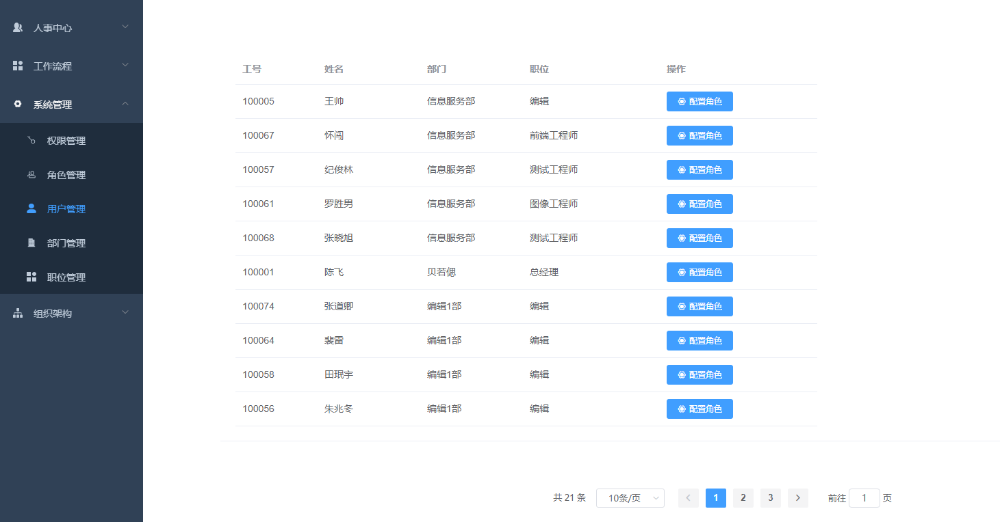 人事中心
工作流程
系统管理
权限管理
角色管理
用户管理
部门管理
职位管理
组织架构
工号 姓名 部门 职位 操作
100005 王帅 信息服务部 编辑 配置角色
100067 怀闯 信息服务部 前端工程师 配置角色
100057 纪俊林 信息服务部 测试工程师 配置角色
100061 罗胜男 信息服务部 图像工程师 配置角色
100068 张晓旭 信息服务部 测试工程师 配置角色
100001 陈飞 贝若偲 总经理 配置角色
100074 张道卿 编辑1部 编辑 配置角色
100064 裴雷 编辑1部 编辑 配置角色
100058 田珉宇 编辑1部 编辑 配置角色
100056 朱兆冬 编辑1部 编辑 配置角色
共 21 条 10条/页 1 2 3 前往 1 页